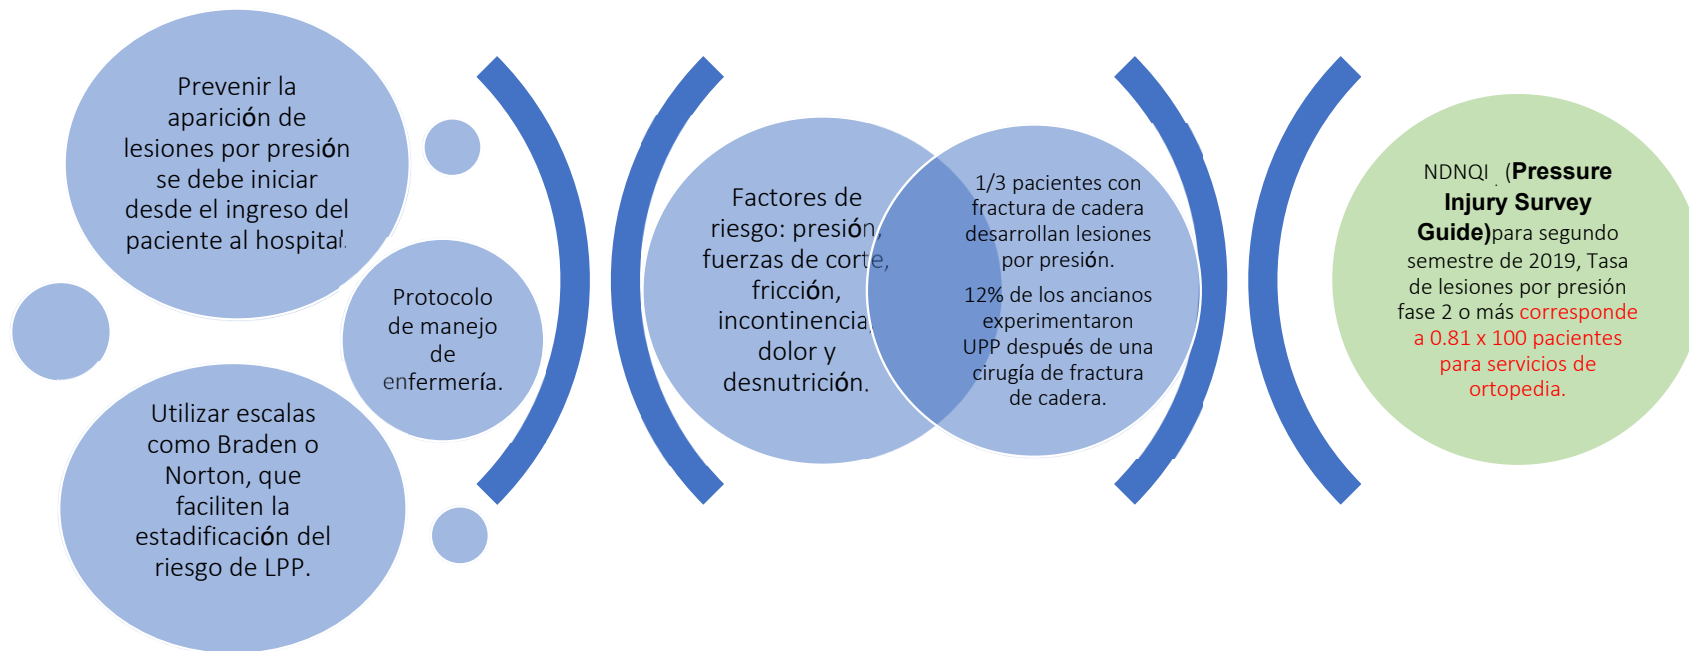 Prevenir la
aparición de
lesiones por presión
se debe iniciar
desde el ingreso del
paciente al hospital.
Protocolo
de manejo
de
enfermería.
Utilizar escalas
como Braden o
Norton, que
faciliten la
estadificación del
riesgo de LPP.
Factores de
riesgo: presión,
fuerzas de corte,
fricción,
incontinencia,
dolor y
desnutrición.
1/3 pacientes con
fractura de cadera
desarrollan lesiones
por presión.
12% de los ancianos
experimentaron
UPP después de una
cirugía de fractura
de cadera.
NDNQI . (Pressure
Injury Survey
Guide)para segundo
semestre de 2019, Tasa
de lesiones por presión
fase 2 o más corresponde
a 0.81 x 100 pacientes
para servicios de
ortopedia.